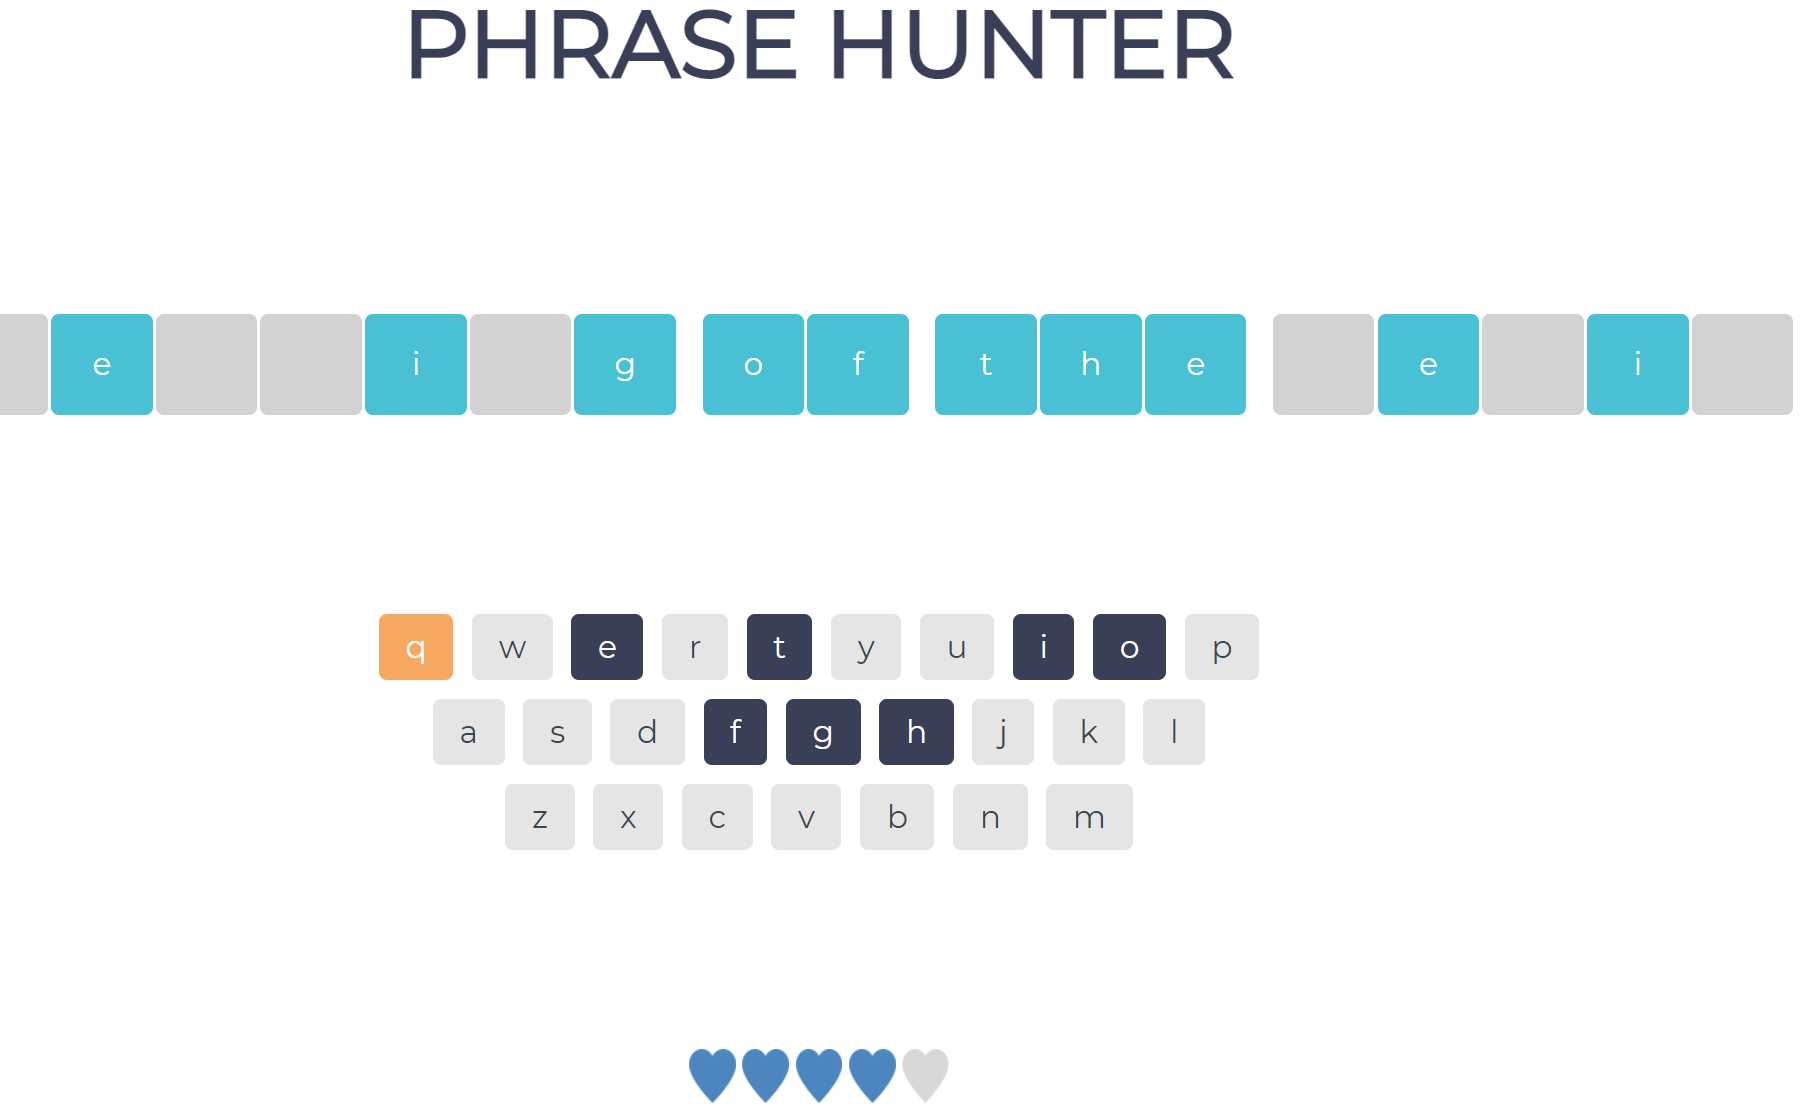 PHRASE HUNTER
e i g o f t h e e i
q w e r t y u i o p
a s d f g h j k l
z x c v b n m